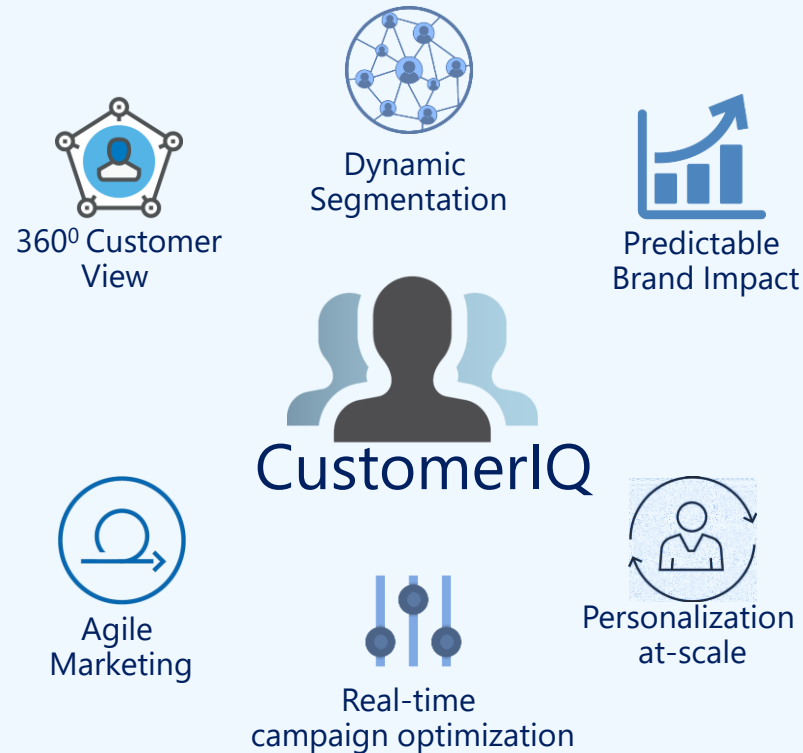 Dynamic
Segmentation
360⁰ Customer
View
Predictable
Brand Impact
CustomerIQ
Agile
Marketing
Personalization
at-scale
Real-time
campaign optimization